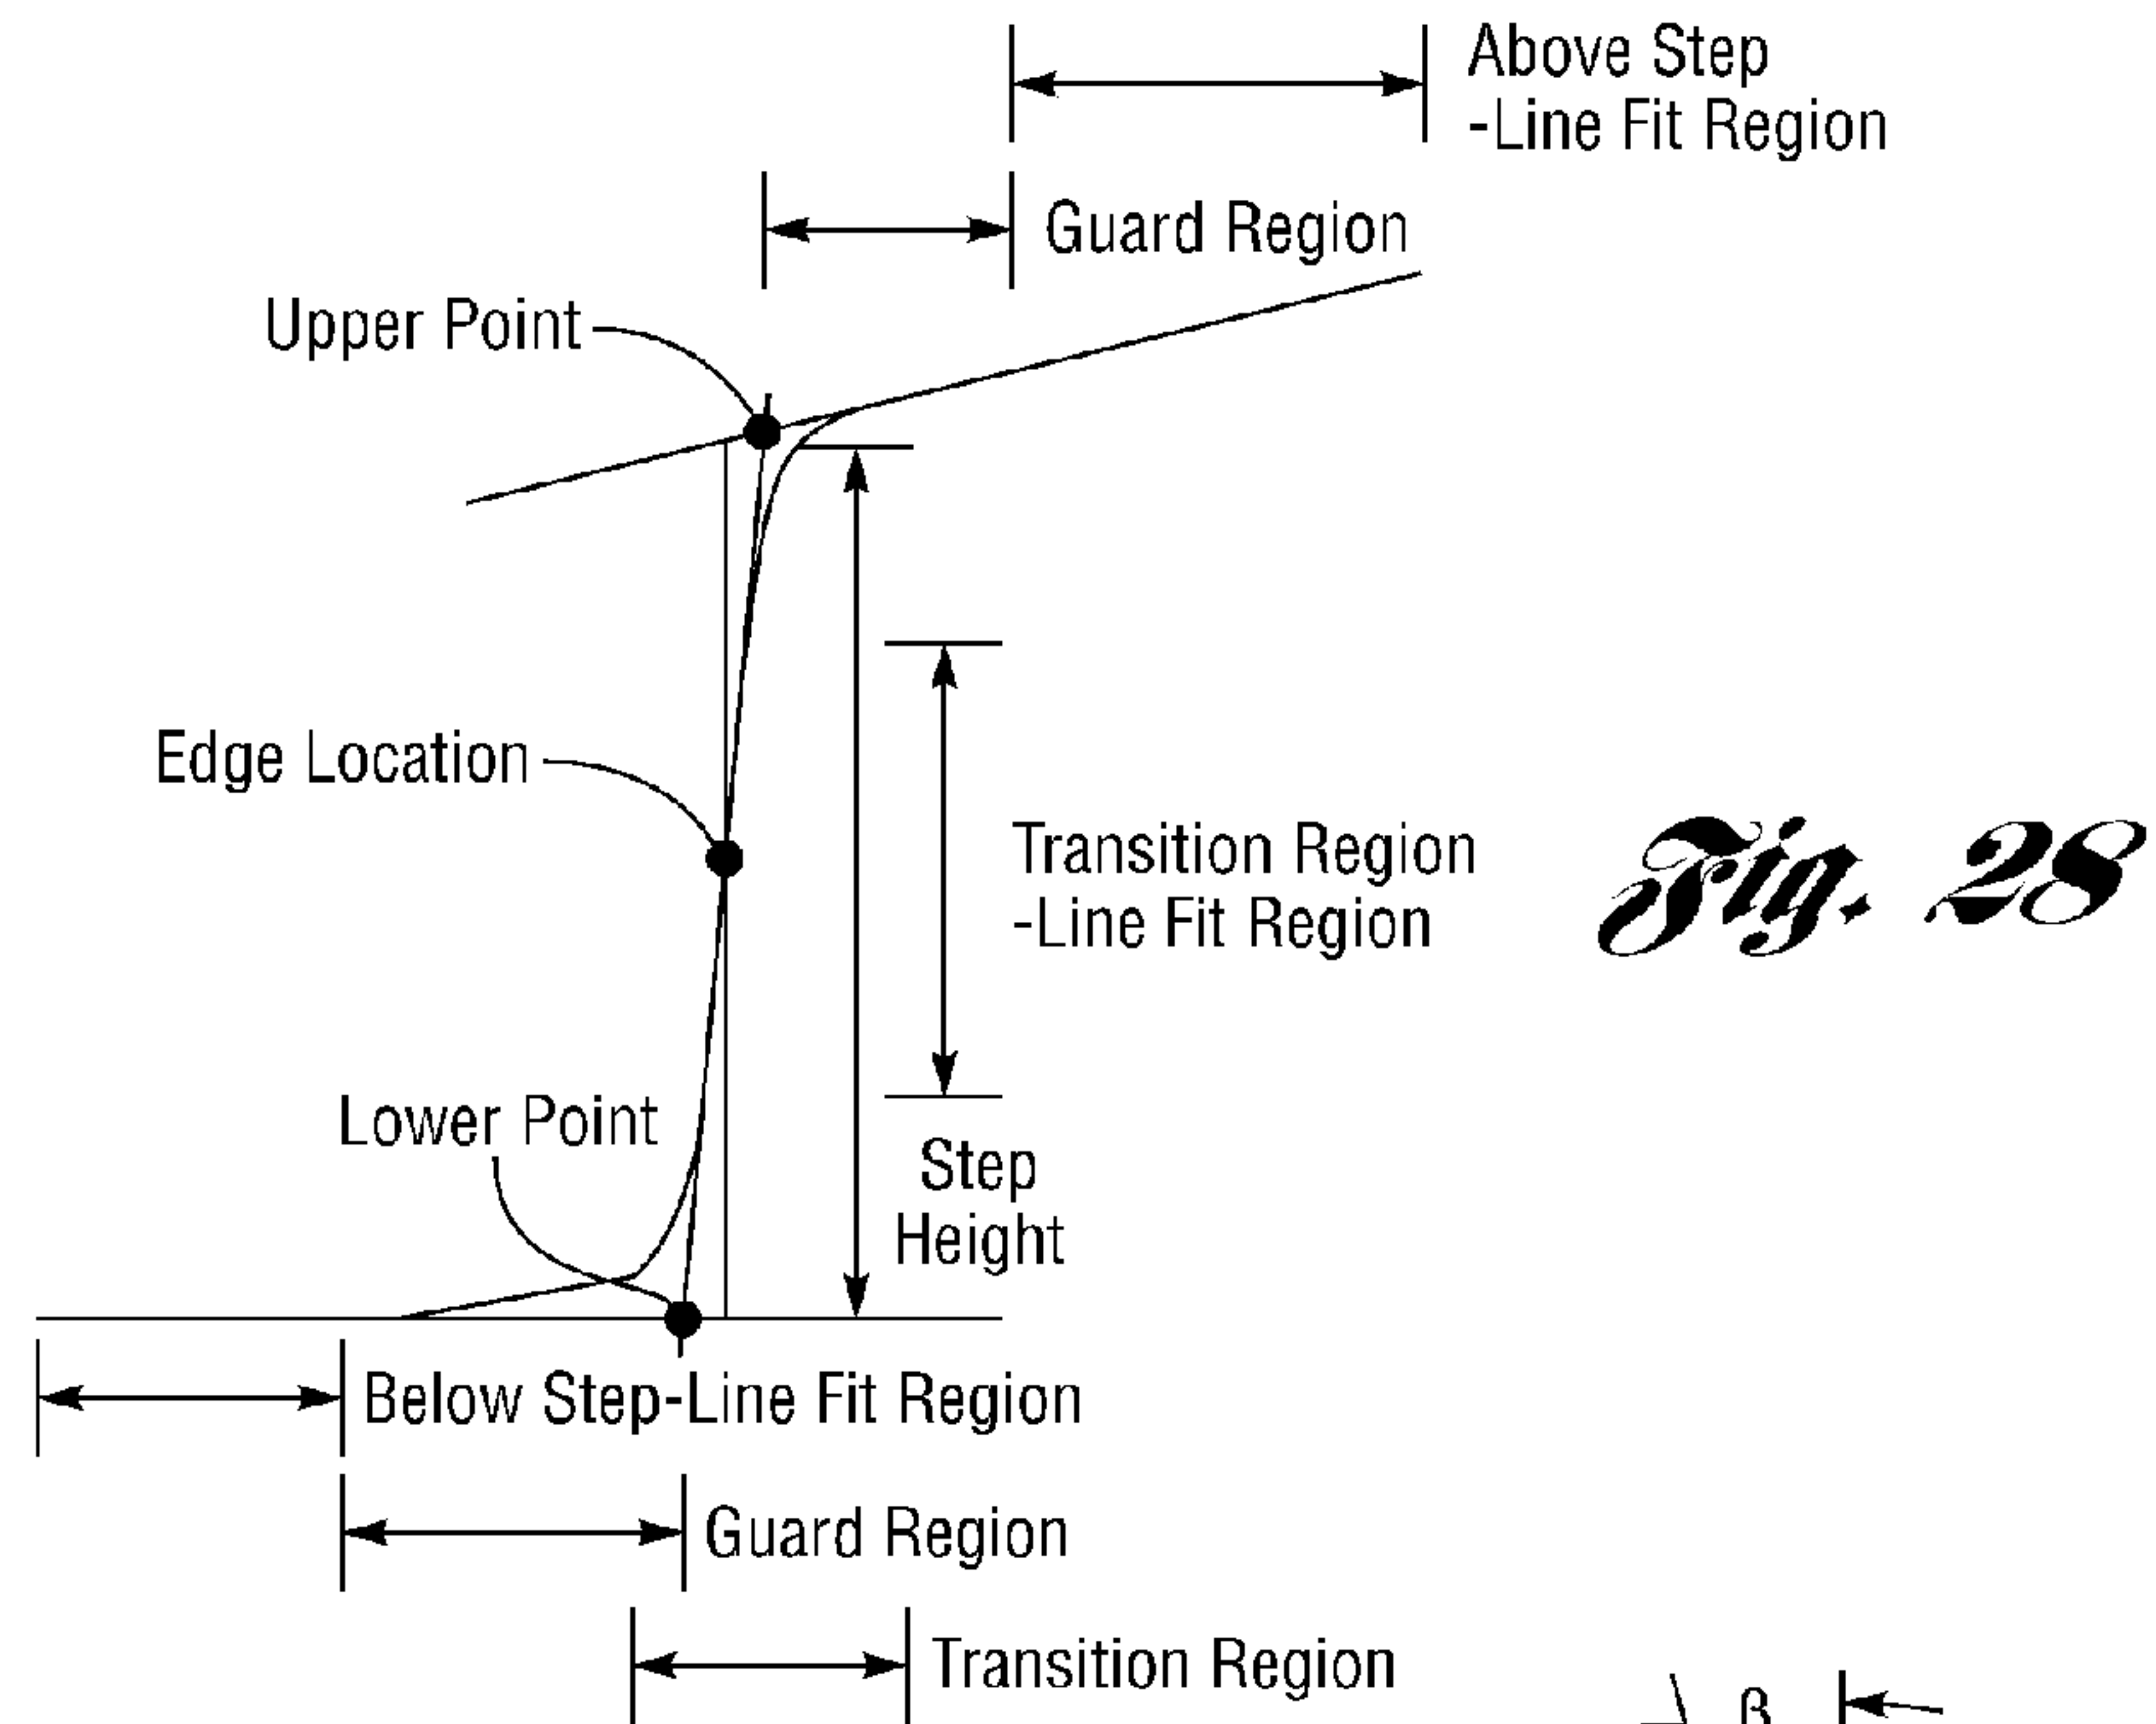 Above Step
-Line Fit Region
Guard Region
Upper Point
Edge Location
Transition Region
-Line Fit Region
Fig. 28
Lower Point
Step
Height
Below Step-Line Fit Region
Guard Region
Transition Region
β